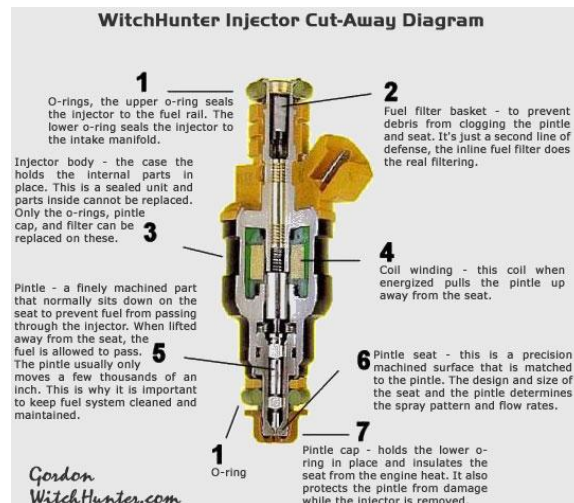 WitchHunter Injector Cut-Away Diagram
1
O-rings, the upper o-ring seals
the injector to the fuel rail. The
lower o-ring seals the injector to
the intake manifold.
2
Fuel filter basket - to prevent
debris from clogging the pintle
and seat. It's just a second line of
defense, the inline fuel filter does
the real filtering.
Injector body - the case the
holds the internal parts in
place. This is a sealed unit and
parts inside cannot be replaced.
Only the o-rings, pintle
cap, and filter can be
replaced on these.
3
4
Coil winding - this coil when
energized pulls the pintle up
away from the seat.
Pintle - a finely machined part
that normally sits down on the
seat to prevent fuel from passing
through the injector. When lifted
away from the seat, the
fuel is allowed to pass.
The pintle usually only
moves a few thousands of an
inch. This is why it is important
to keep fuel system cleaned and
maintained.
5
6
Pintle seat - this is a precision
machined surface that is matched
to the pintle. The design and size of
the seat and the pintle determines
the spray pattern and flow rates.
1
O-ring
7
Pintle cap - holds the lower o-
ring in place and insulates the
seat from the engine heat. It also
protects the pintle from damage
while the injector is removed.
Gordon
WitchHunter.com